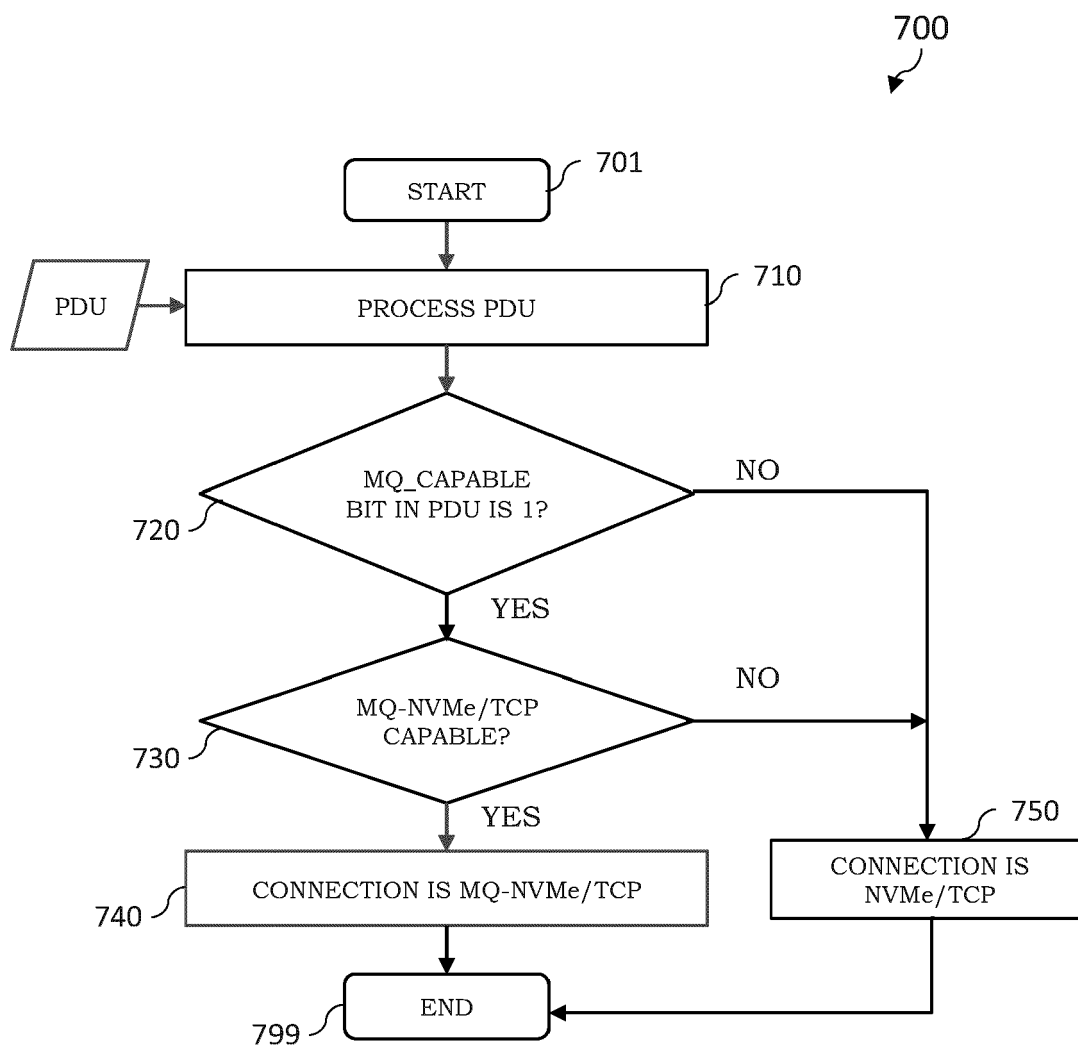 700
START
701
PDU
PROCESS PDU
710
MQ_CAPABLE
BIT IN PDU IS 1?
720
NO
YES
MQ-NVMe/TCP
CAPABLE?
730
NO
YES
CONNECTION IS MQ-NVMe/TCP
740
750
CONNECTION IS
NVMe/TCP
END
799